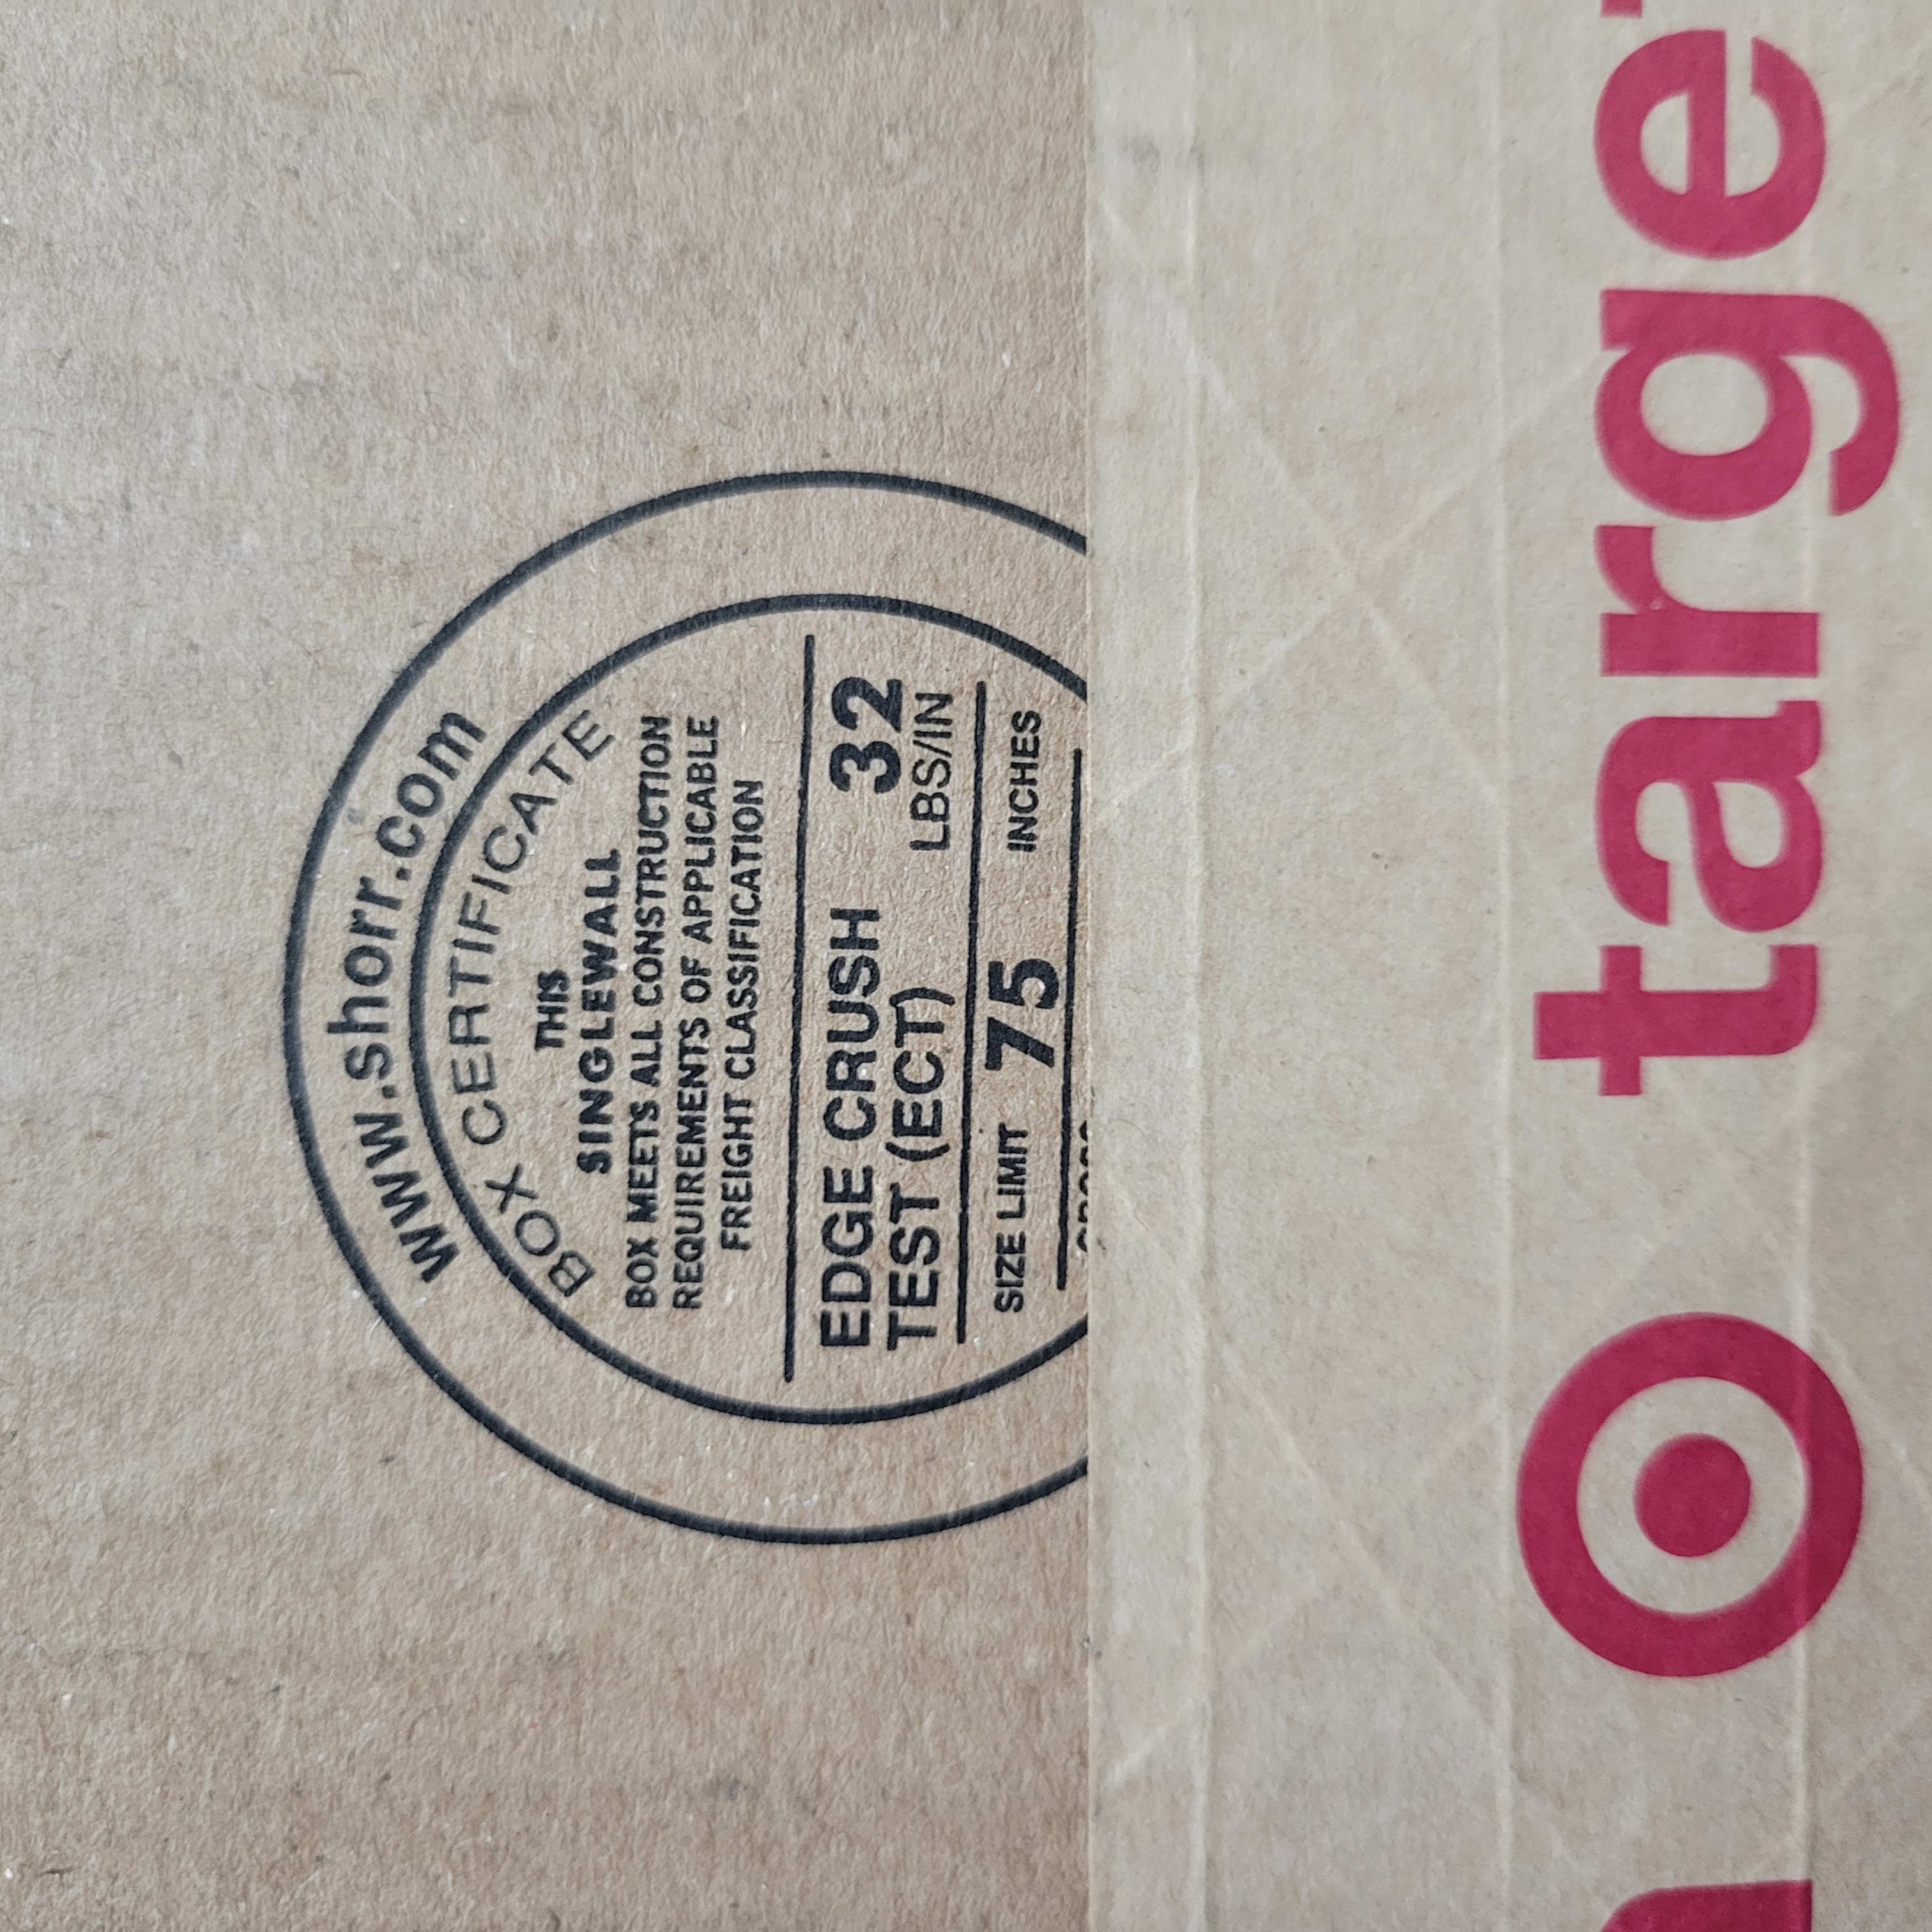 www.shorr.com
BOX CERTIFICATE
THIS
SINGLEWALL
BOX MEETS ALL CONSTRUCTION
REQUIREMENTS OF APPLICABLE
FREIGHT CLASSIFICATION
EDGE CRUSH 32
TEST (ECT) LBS/IN
SIZE LIMIT 75 INCHES
targe